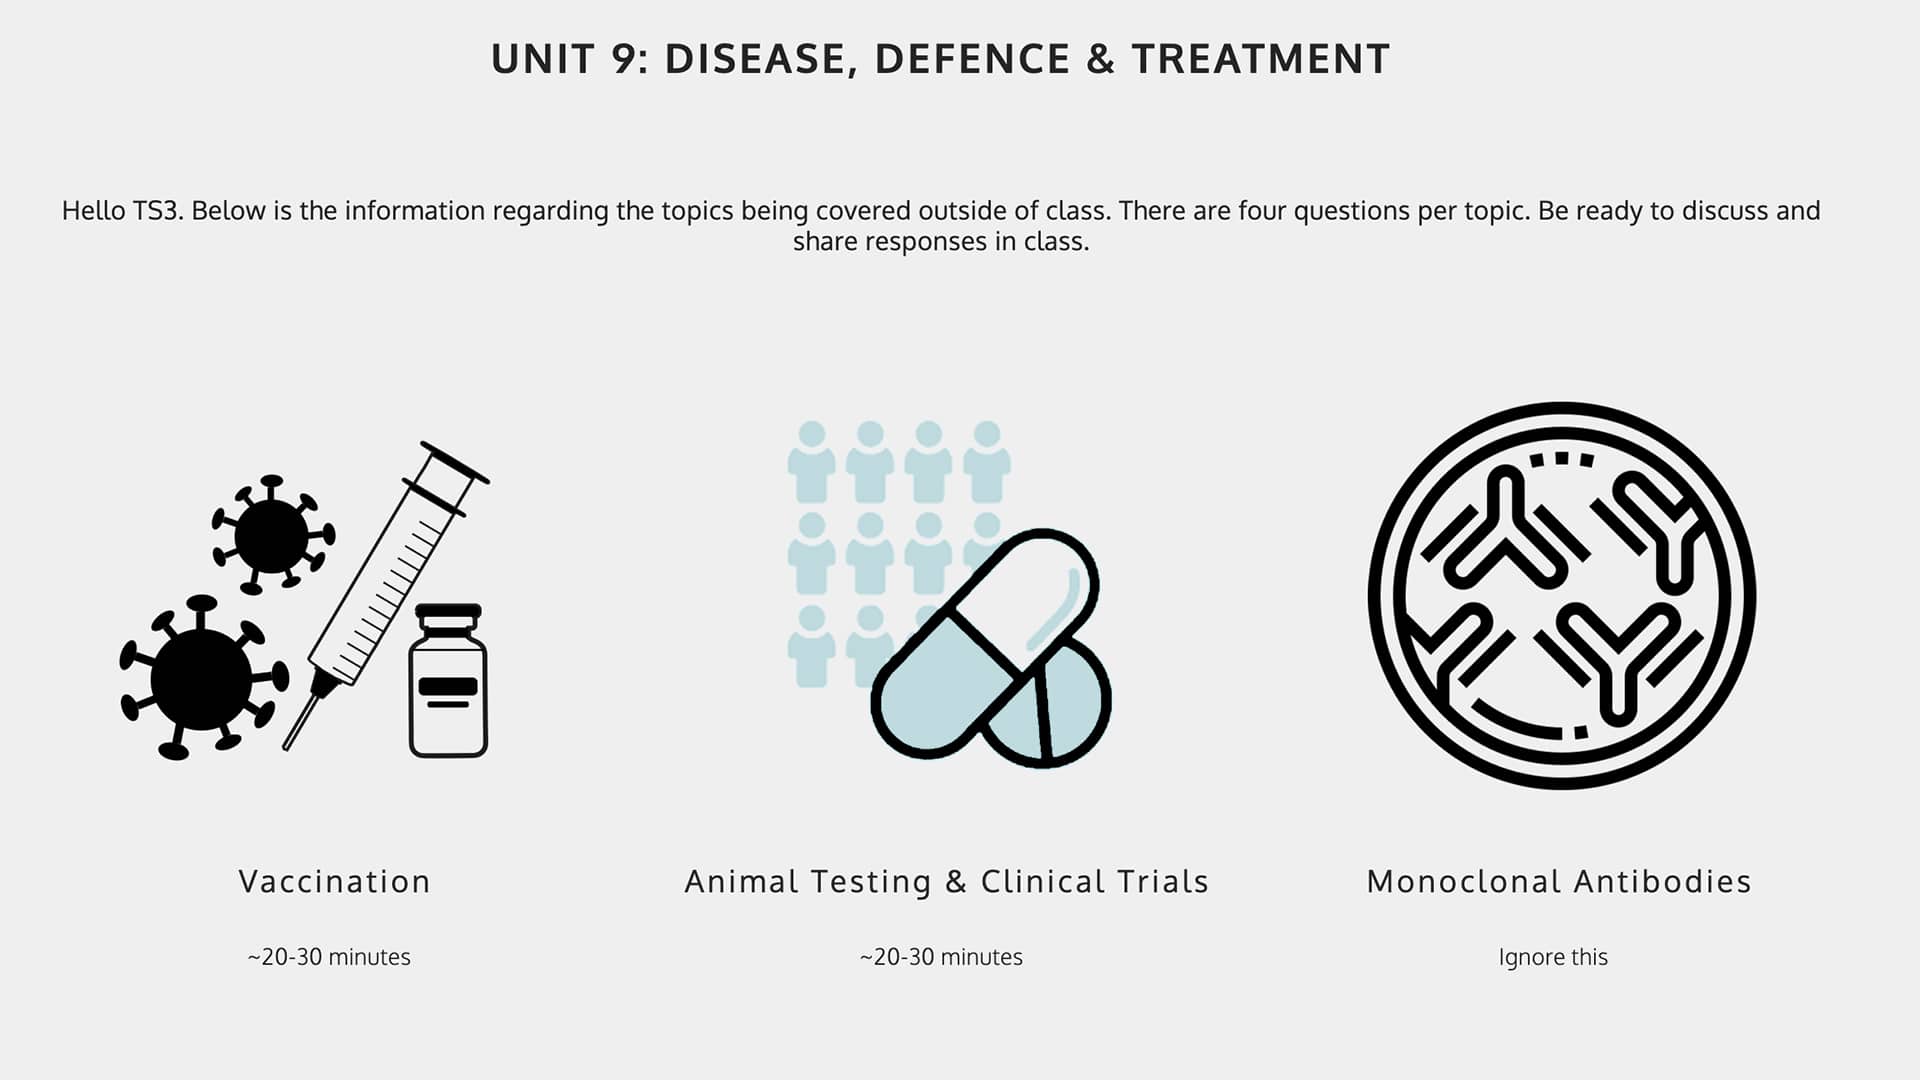 UNIT 9: DISEASE, DEFENCE & TREATMENT
Hello TS3. Below is the information regarding the topics being covered outside of class. There are four questions per topic. Be ready to discuss and
share responses in class.
Vaccination
Animal Testing & Clinical Trials
Monoclonal Antibodies
~20-30 minutes
~20-30 minutes
Ignore this